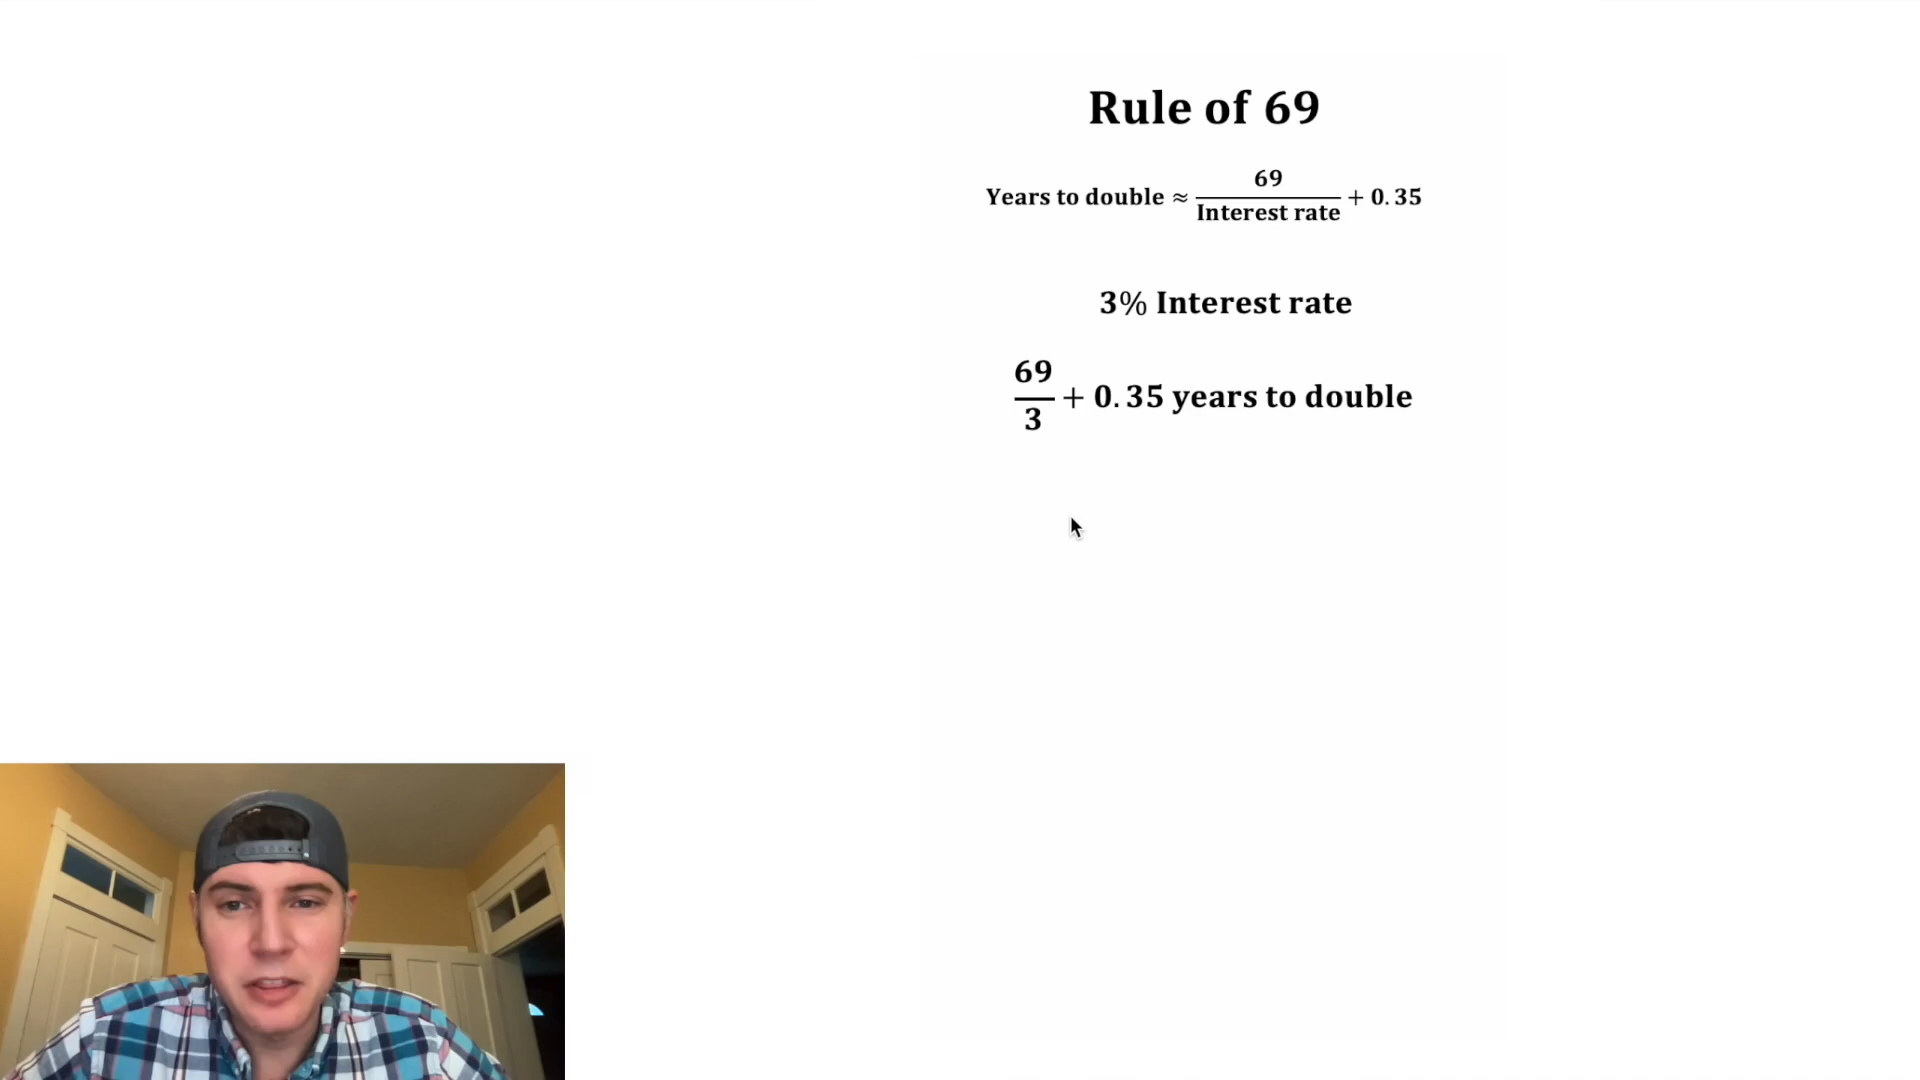 Rule of 69
Years to double ≈ 69 / Interest rate + 0.35
3% Interest rate
69 / 3 + 0.35 years to double